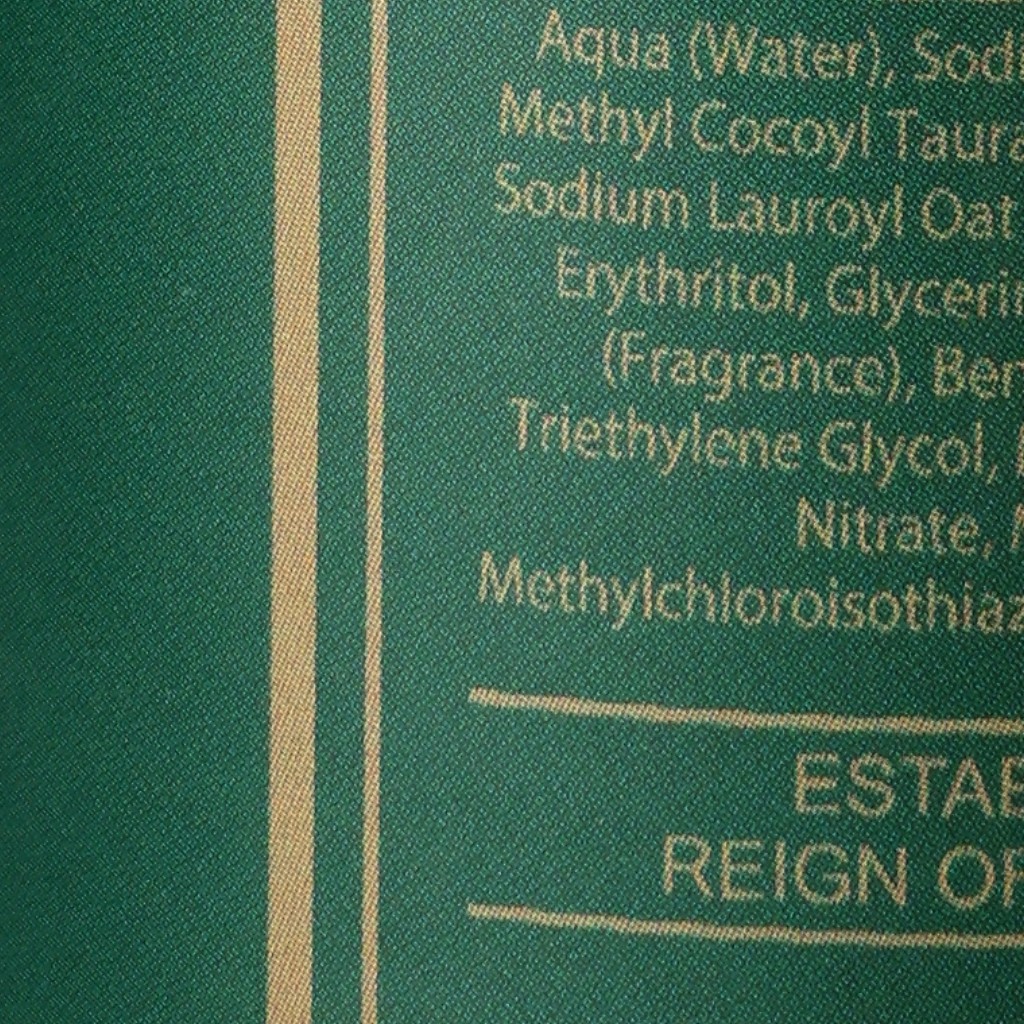 Aqua (Water), Sodi
Methyl Cocoyl Taura
Sodium Lauroyl Oat
Erythritol, Glycerin
(Fragrance), Ben
Triethylene Glycol,
Nitrate,
Methylchloroisothiaz
ESTAB
REIGN OF